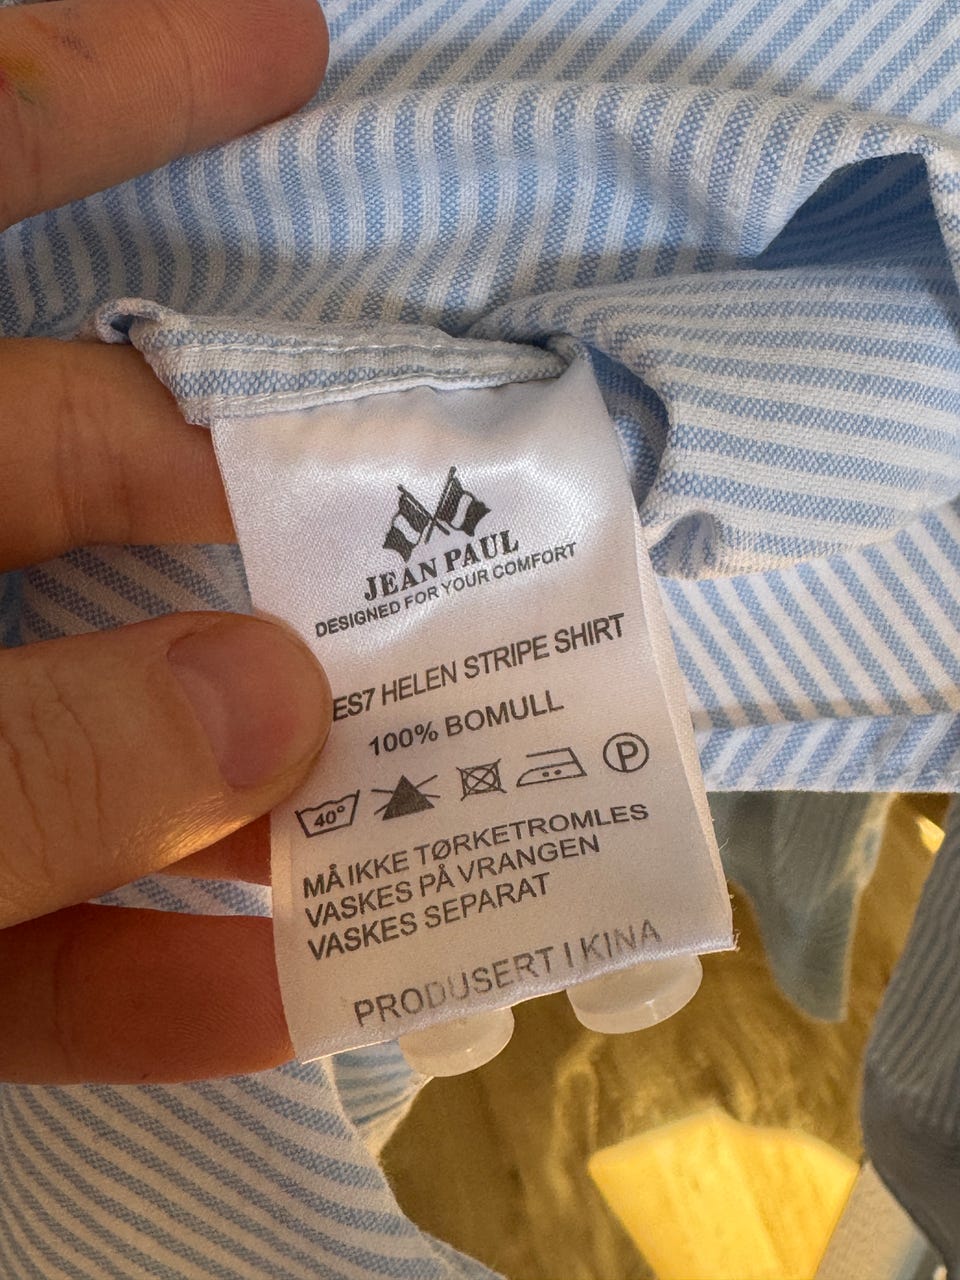 JEAN PAUL
DESIGNED FOR YOUR COMFORT
ES7 HELEN STRIPE SHIRT
100% BOMULL
40° P
MÅ IKKE TØRKETROMLES
VASKES PÅ VRANGEN
VASKES SEPARAT
PRODUSERT I KINA